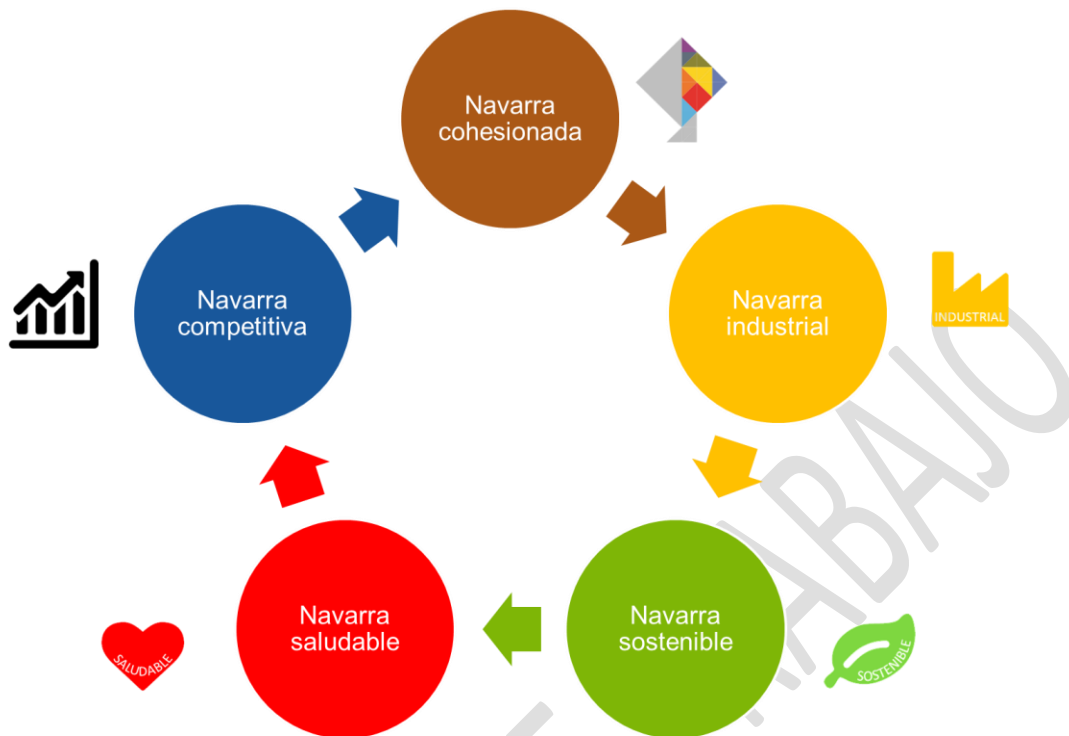 Navarra
cohesionada
Navarra
competitiva
Navarra
industrial
INDUSTRIAL
Navarra
saludable
SALUDABLE
Navarra
sostenible
SOSTENIBLE